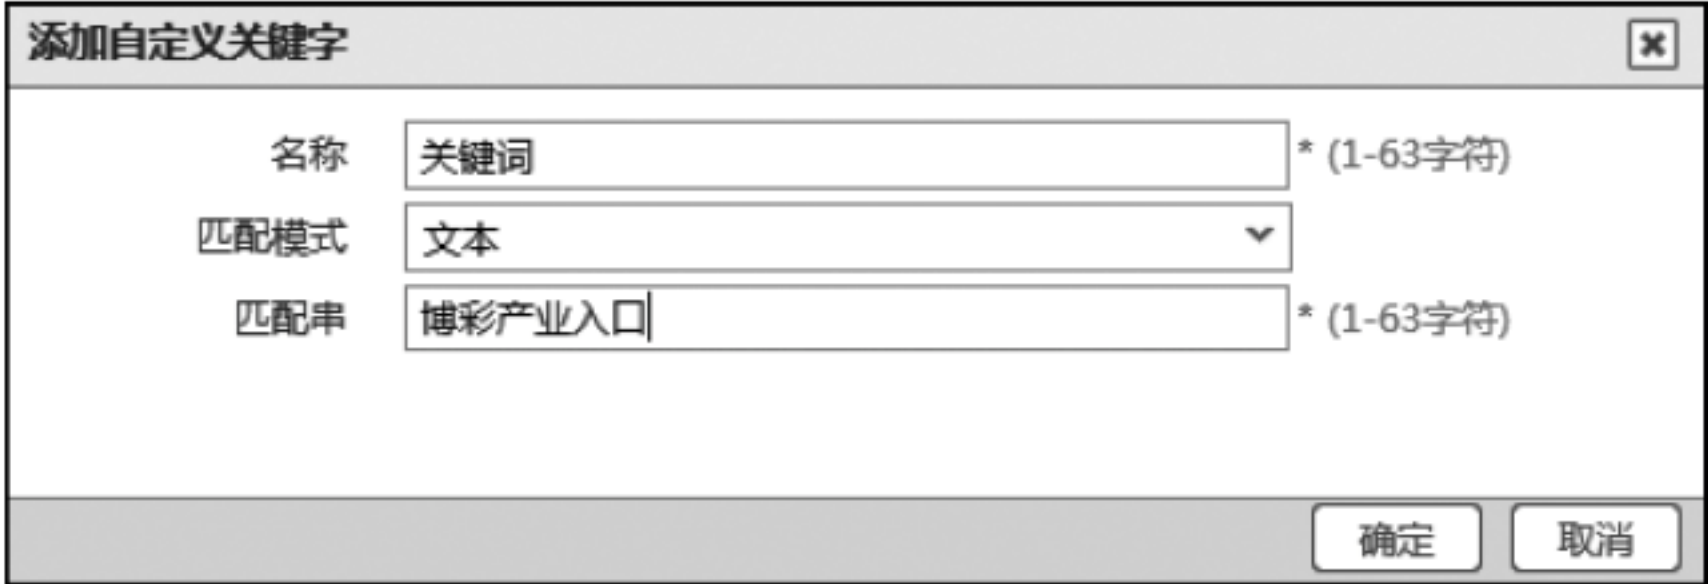 添加自定义关键字
名称 关键词 * (1-63字符)
匹配模式 文本
匹配串 博彩产业入口 * (1-63字符)
确定 取消